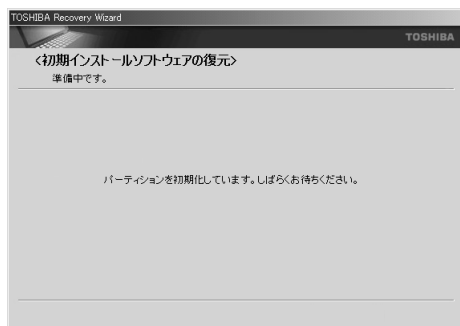 TOSHIBA Recovery Wizard
TOSHIBA
<初期インストールソフトウェアの復元>
準備中です。
パーティションを初期化しています。しばらくお待ちください。